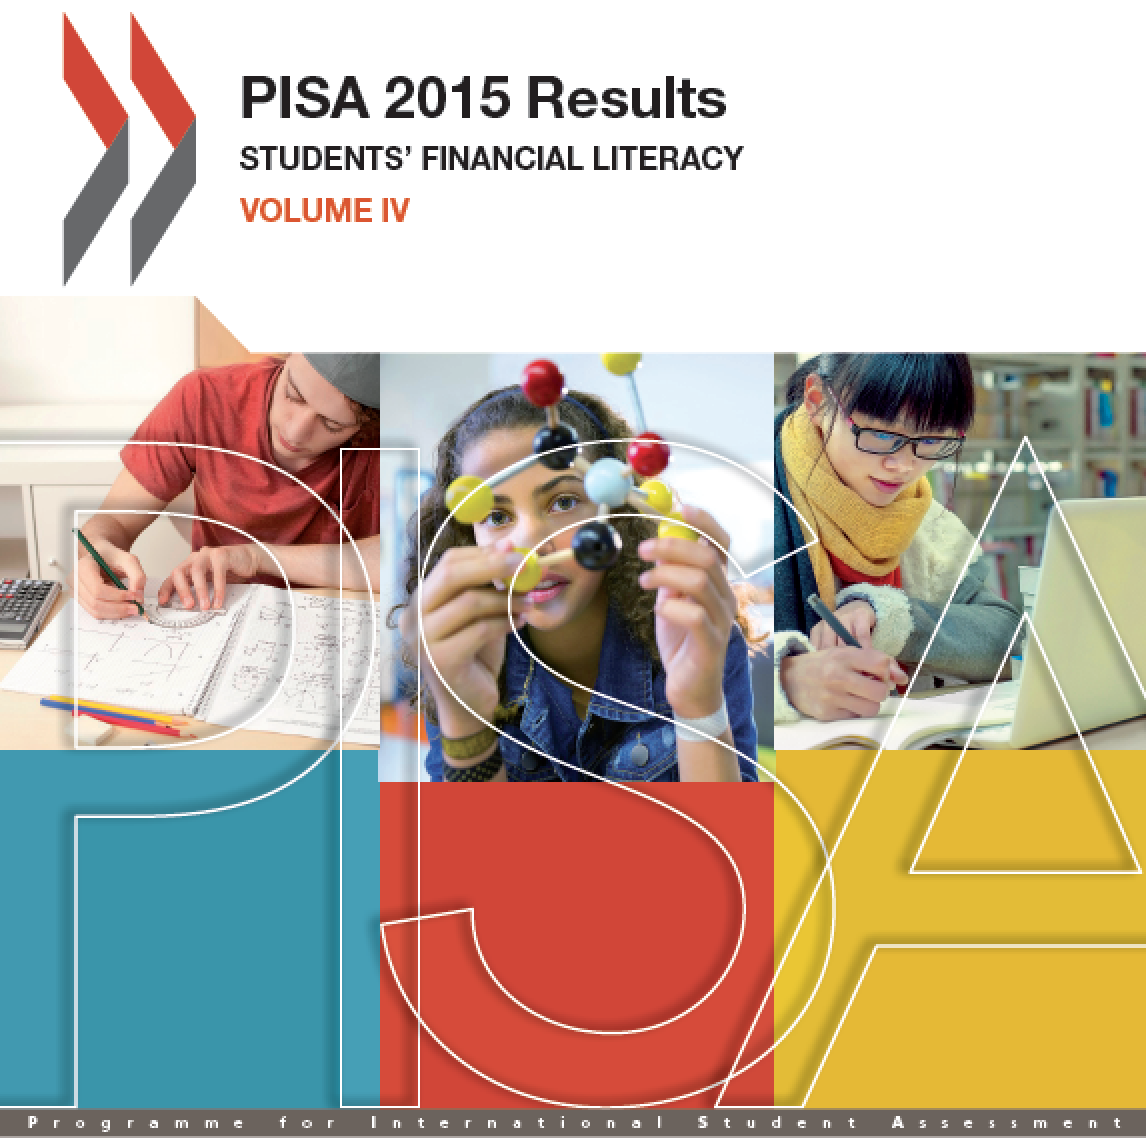 PISA 2015 Results
STUDENTS’ FINANCIAL LITERACY
VOLUME IV
PISA
Programme for International Student Assessment